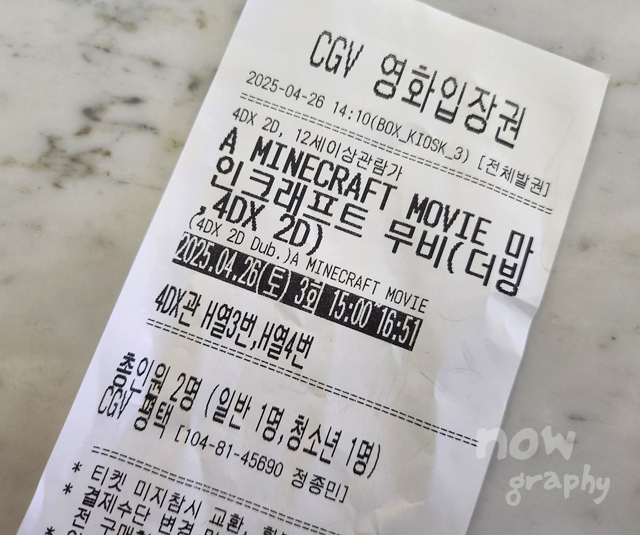 CGV 영화입장권
2025-04-26 14:10(BOX_KIOSK_3) [전체발권]
4DX 2D, 12세이상관람가
A MINECRAFT MOVIE 마
인크래프트 무비(더빙
,4DX 2D)
(4DX 2D Dub.)A MINECRAFT MOVIE
2025.04.26(토) 3회 15:00~16:51
4DX관 H열3번,H열4번
총인원 2명 (일반 1명,청소년 1명)
CGV 평택 [104-81-45690 정종민]
* 티켓 미지참시 교환,
* 결제수단 변경
전
now
graphy